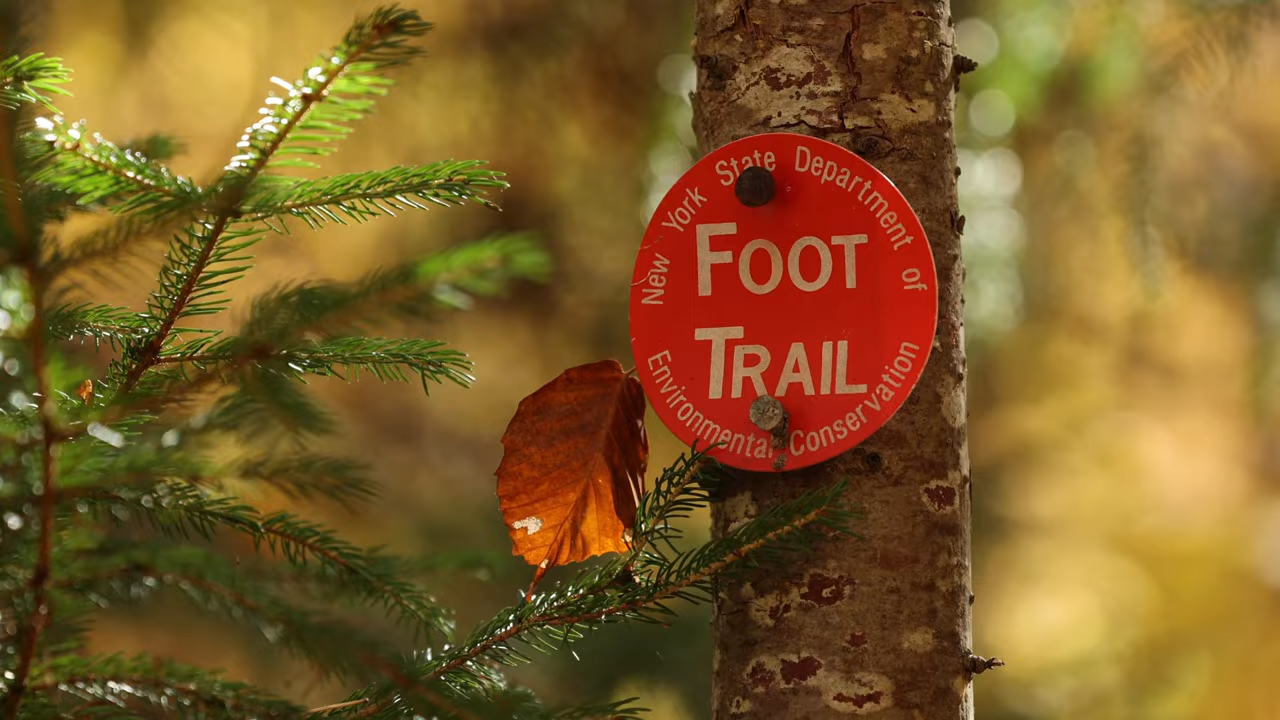 New York State Department of
Foot
Trail
Environmental Conservation